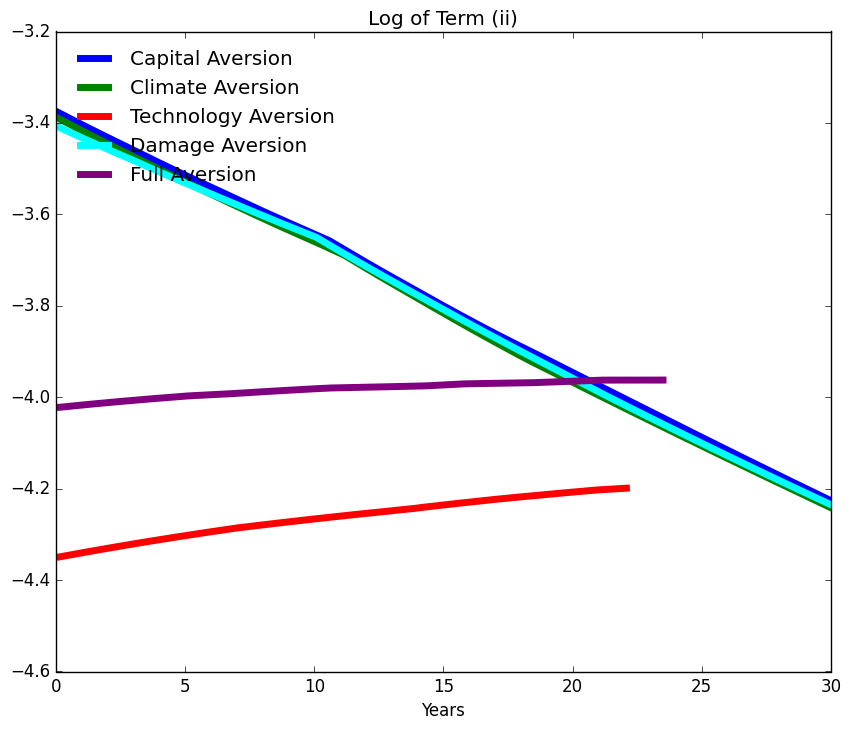 Log of Term (ii)
−3.2
−3.4
−3.6
−3.8
−4.0
−4.2
−4.4
−4.6
Capital Aversion
Climate Aversion
Technology Aversion
Damage Aversion
Full Aversion
0 5 10 15 20 25 30
Years